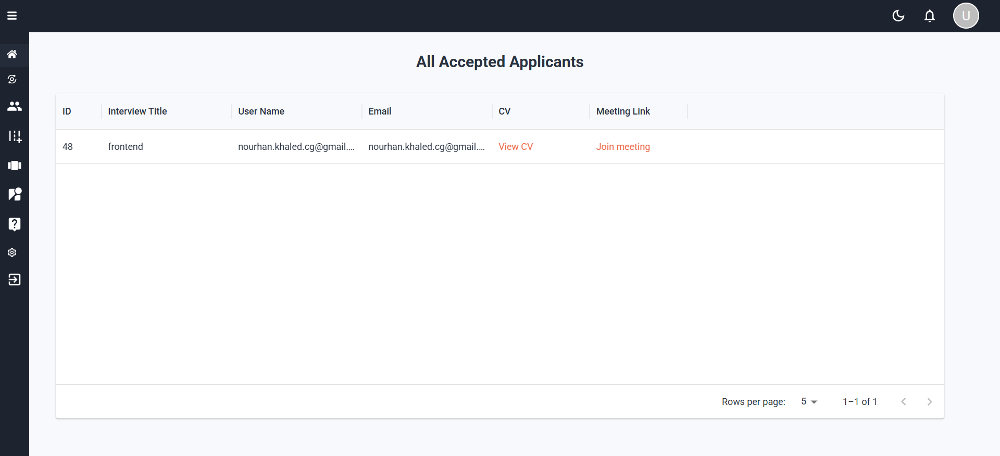 U
All Accepted Applicants
ID Interview Title User Name Email CV Meeting Link
48 frontend nourhan.khaled.cg@gmail.... nourhan.khaled.cg@gmail.... View CV Join meeting
Rows per page: 5 1–1 of 1